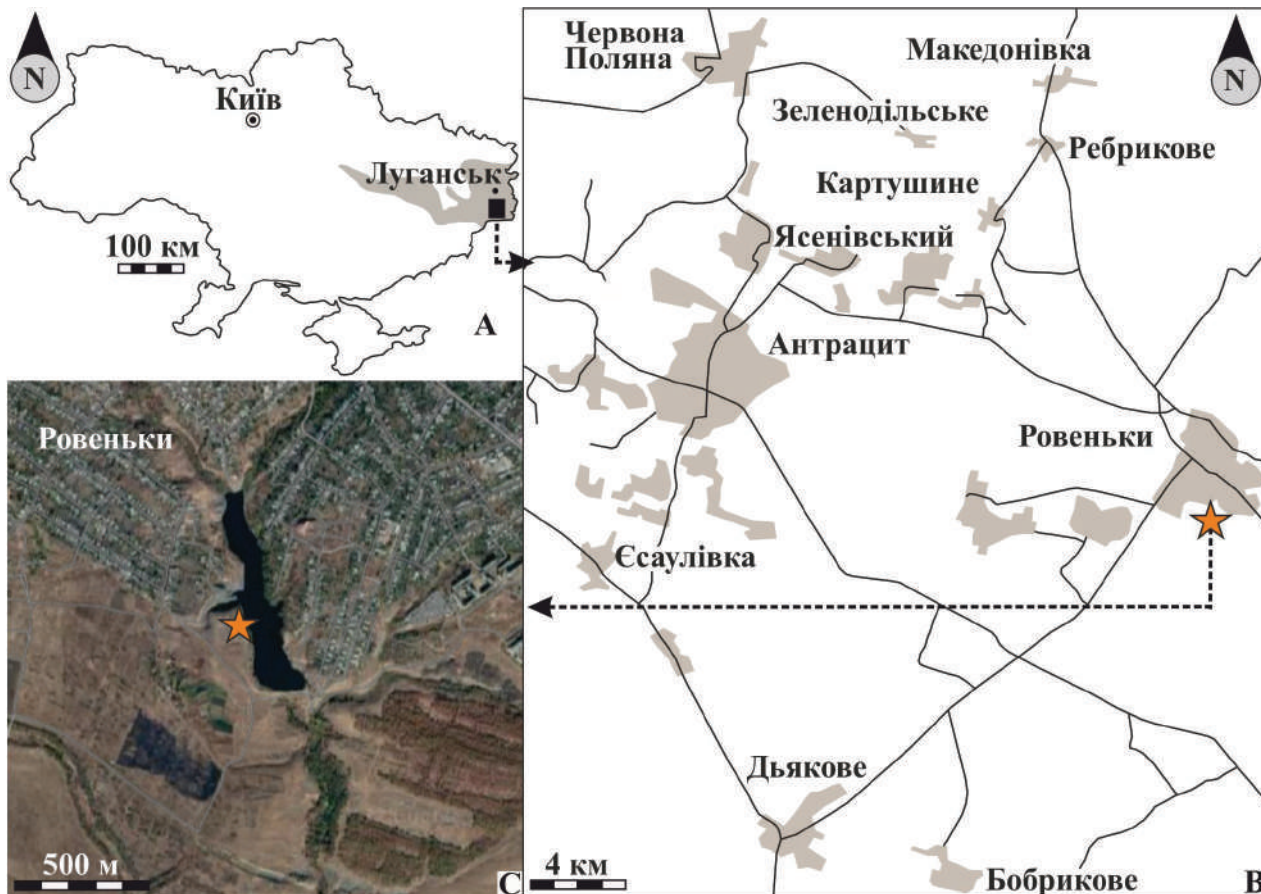 N
Київ
Луганськ
100 км
A
Ровеньки
500 м
C
Червона
Поляна
Македонівка
N
Зеленодільське
Ребрикове
Картушине
Ясенівський
Антрацит
Ровеньки
Єсаулівка
Дьякове
4 км
Бобрикове
B